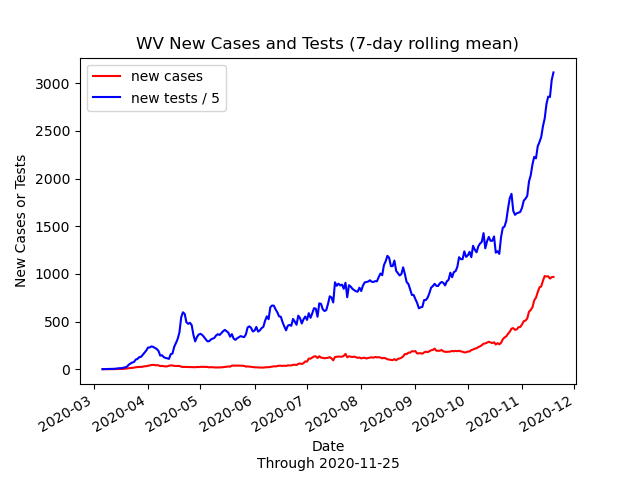 WV New Cases and Tests (7-day rolling mean)
new cases
new tests / 5
New Cases or Tests
3000
2500
2000
1500
1000
500
0
2020-03
2020-04
2020-05
2020-06
2020-07
2020-08
2020-09
2020-10
2020-11
2020-12
Date
Through 2020-11-25